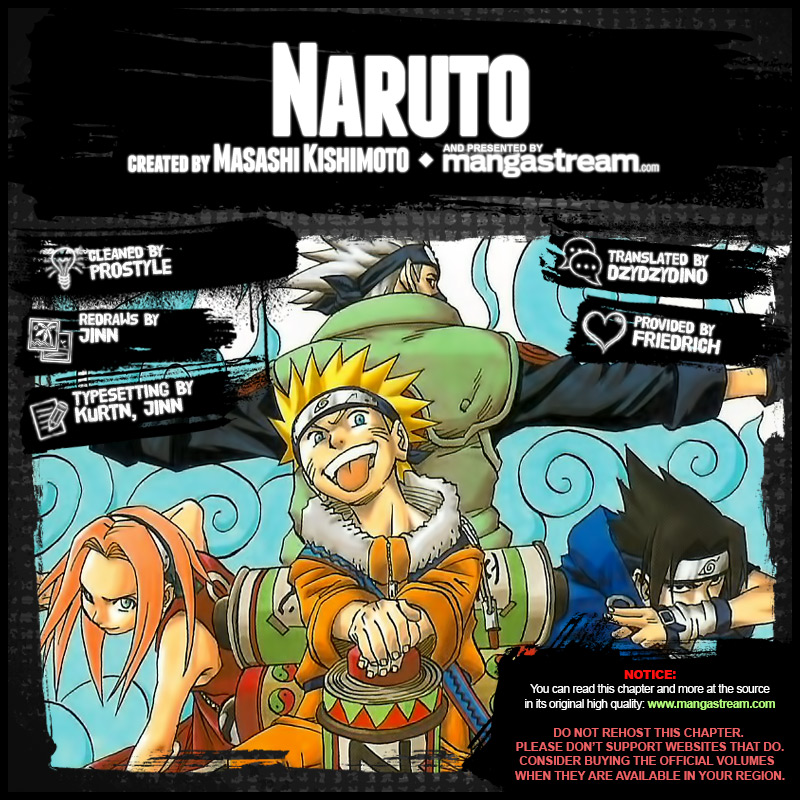 NARUTO
CREATED BY MASASHI KISHIMOTO ◆ AND PRESENTED BY mangastream.com
CLEANED BY
PROSTYLE
REDRAWS BY
JINN
TYPESETTING BY
KURTN, JINN
TRANSLATED BY
DZYDZYDINO
PROVIDED BY
FRIEDRICH
NOTICE:
You can read this chapter and more at the source
in its original high quality: www.mangastream.com
DO NOT REHOST THIS CHAPTER.
PLEASE DON'T SUPPORT WEBSITES THAT DO.
CONSIDER BUYING THE OFFICIAL VOLUMES
WHEN THEY ARE AVAILABLE IN YOUR REGION.